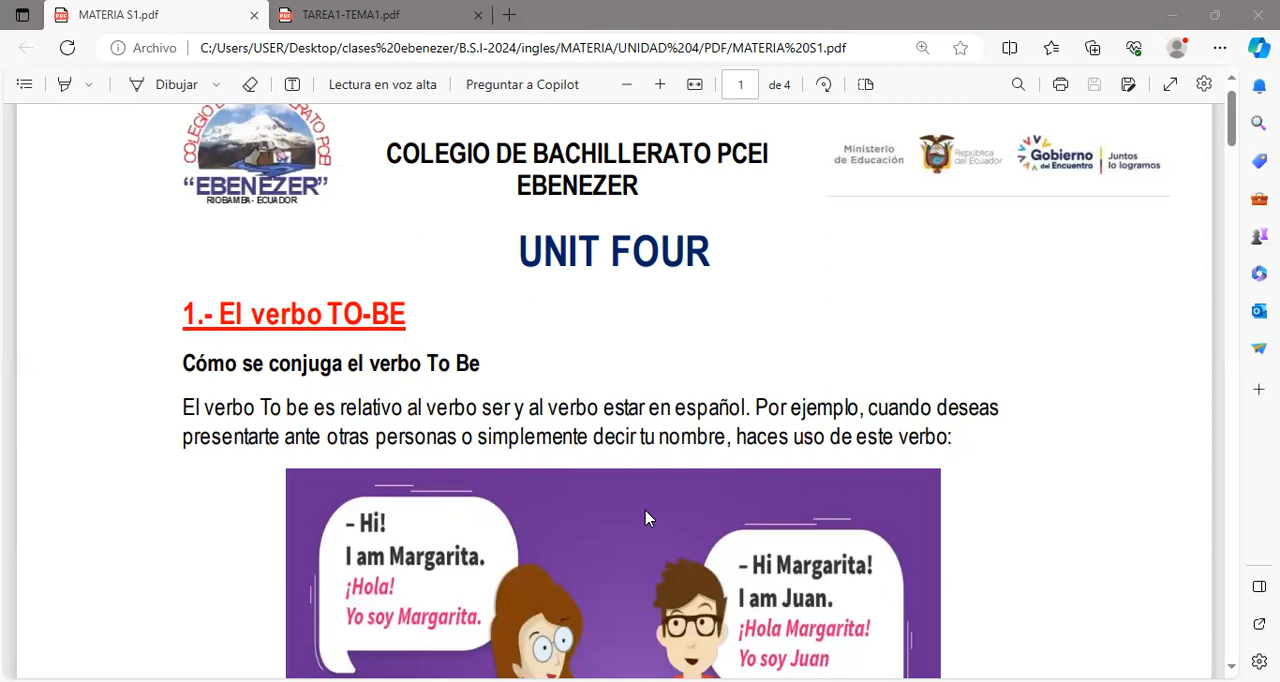 MATERIA S1.pdf
TAREA1-TEMA1.pdf
Archivo
C:/Users/USER/Desktop/clases%20ebenezer/B.S.I-2024/ingles/MATERIA/UNIDAD%204/PDF/MATERIA%20S1.pdf
Dibujar
Lectura en voz alta
Preguntar a Copilot
1
de 4
COLEGIO DE BACHILLERATO PCEI
"EBENEZER"
RIOBAMBA - ECUADOR
COLEGIO DE BACHILLERATO PCEI
EBENEZER
Ministerio
de Educación
República
del Ecuador
Gobierno
del Encuentro
Juntos
lo logramos
UNIT FOUR
1.- El verbo TO-BE
Cómo se conjuga el verbo To Be
El verbo To be es relativo al verbo ser y al verbo estar en español. Por ejemplo, cuando deseas
presentarte ante otras personas o simplemente decir tu nombre, haces uso de este verbo:
– Hi!
I am Margarita.
¡Hola!
Yo soy Margarita.
– Hi Margarita!
I am Juan.
¡Hola Margarita!
Yo soy Juan